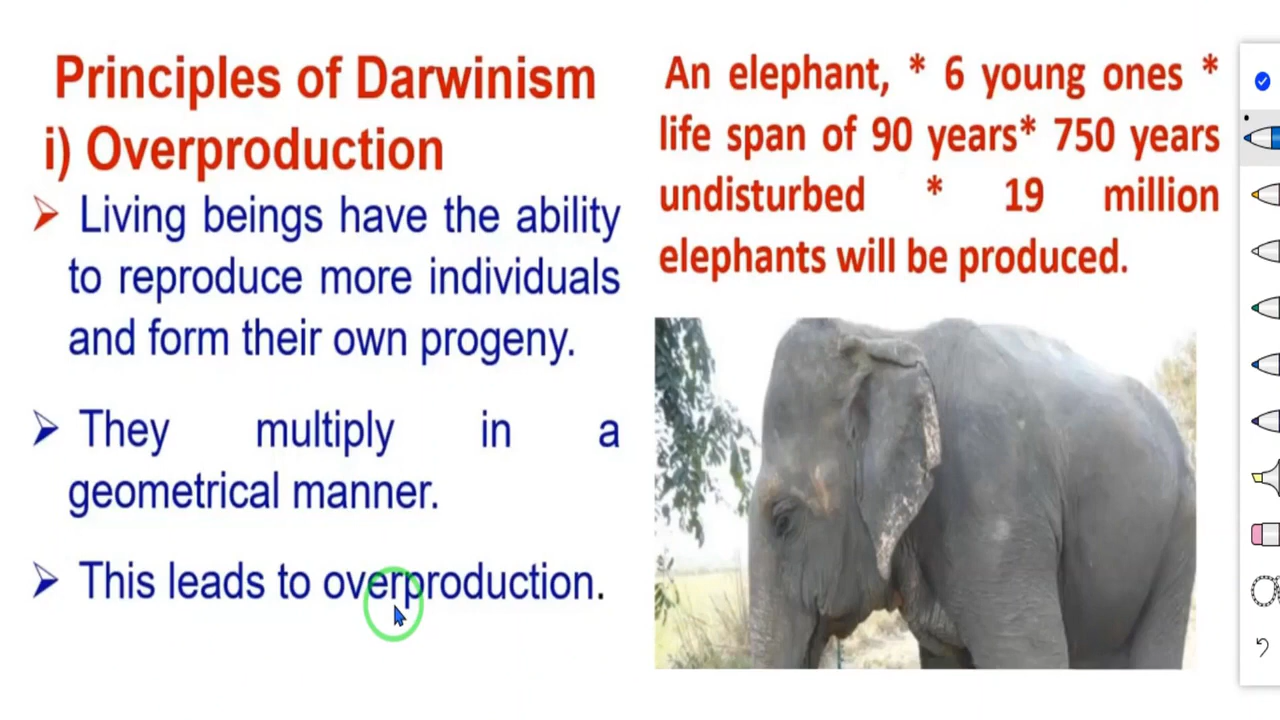 Principles of Darwinism
i) Overproduction
➢ Living beings have the ability
to reproduce more individuals
and form their own progeny.
➢ They multiply in a
geometrical manner.
➢ This leads to overproduction.
An elephant, * 6 young ones *
life span of 90 years* 750 years
undisturbed * 19 million
elephants will be produced.